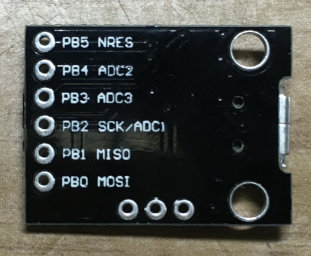 PB5 NRES
PB4 ADC2
PB3 ADC3
PB2 SCK/ADC1
PB1 MISO
PB0 MOSI